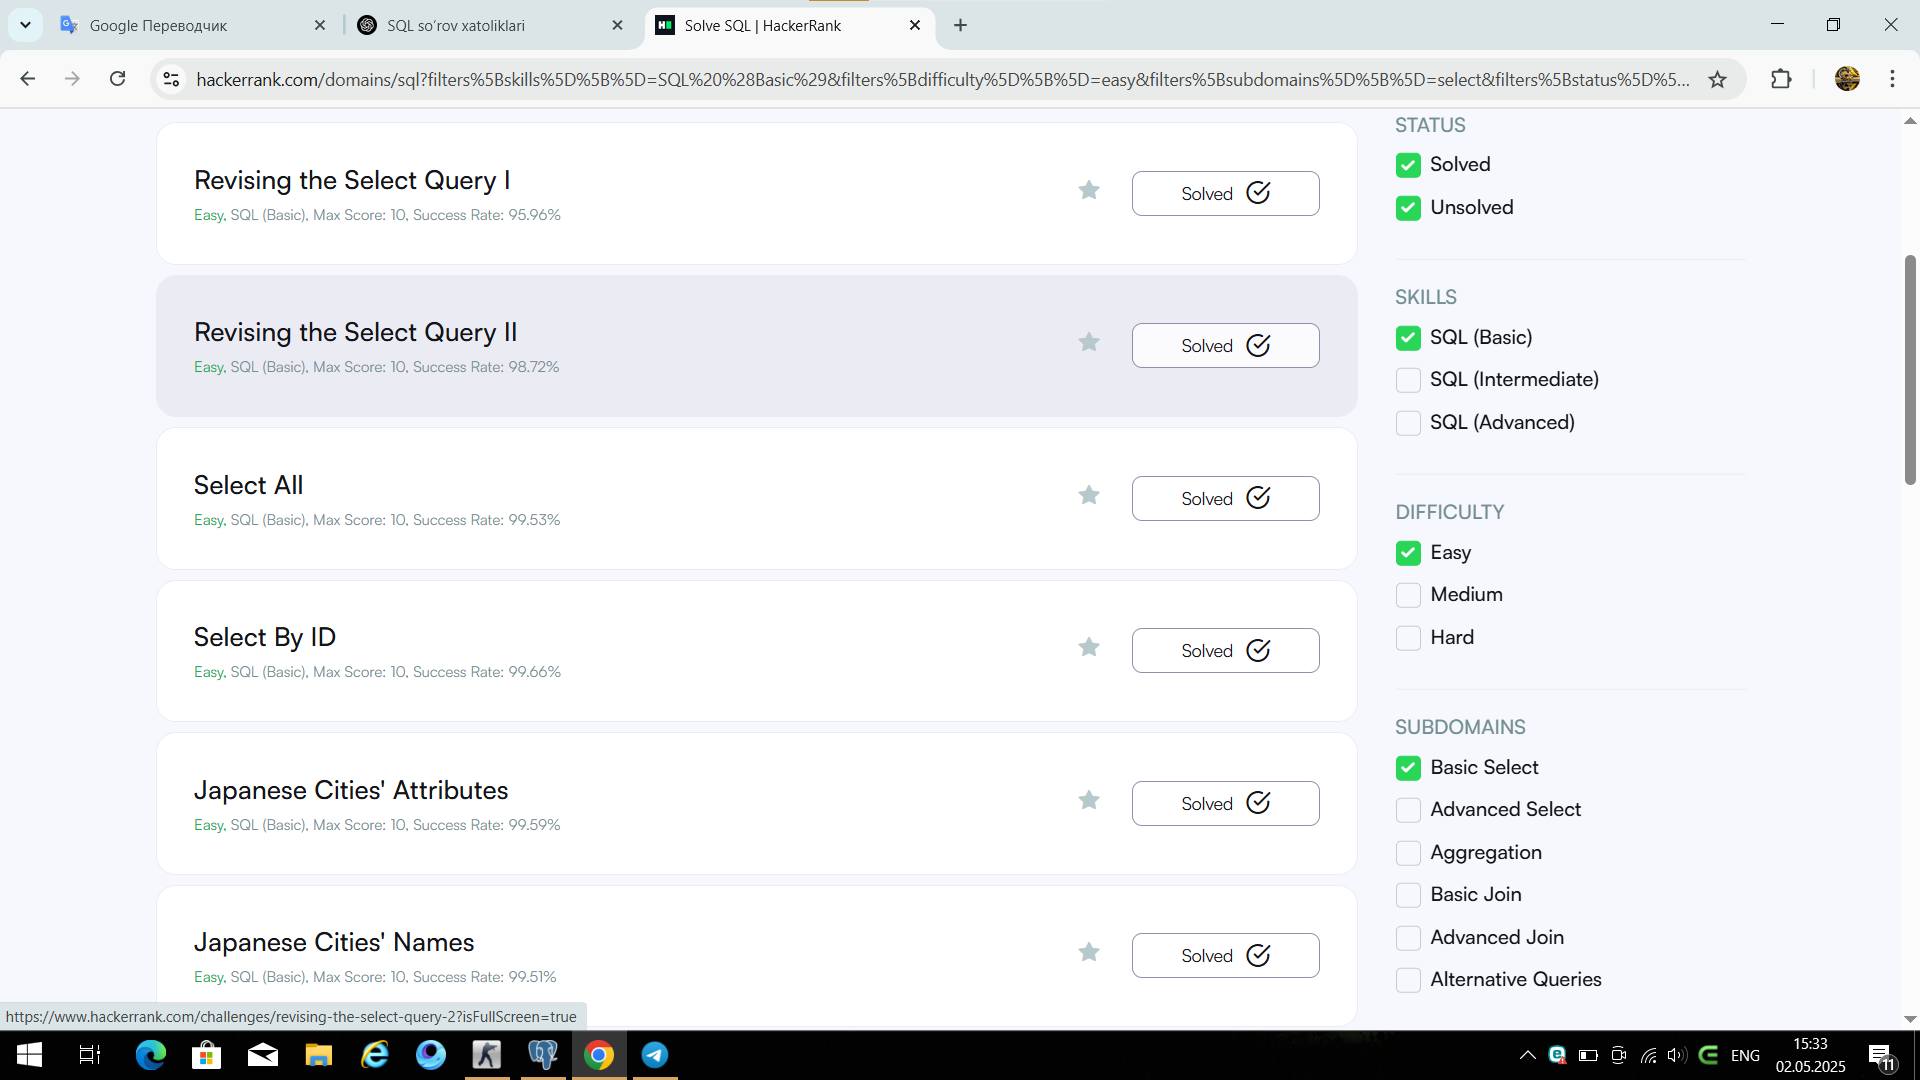 Google Переводчик
SQL so‘rov xatoliklari
Solve SQL | HackerRank
hackerrank.com/domains/sql?filters%5Bskills%5D%5B%5D=SQL%20%28Basic%29&filters%5Bdifficulty%5D%5B%5D=easy&filters%5Bsubdomains%5D%5B%5D=select&filters%5Bstatus%5D%5...
Revising the Select Query I
Easy, SQL (Basic), Max Score: 10, Success Rate: 95.96%
Solved
Revising the Select Query II
Easy, SQL (Basic), Max Score: 10, Success Rate: 98.72%
Solved
Select All
Easy, SQL (Basic), Max Score: 10, Success Rate: 99.53%
Solved
Select By ID
Easy, SQL (Basic), Max Score: 10, Success Rate: 99.66%
Solved
Japanese Cities' Attributes
Easy, SQL (Basic), Max Score: 10, Success Rate: 99.59%
Solved
Japanese Cities' Names
Easy, SQL (Basic), Max Score: 10, Success Rate: 99.51%
Solved
STATUS
Solved
Unsolved
SKILLS
SQL (Basic)
SQL (Intermediate)
SQL (Advanced)
DIFFICULTY
Easy
Medium
Hard
SUBDOMAINS
Basic Select
Advanced Select
Aggregation
Basic Join
Advanced Join
Alternative Queries
https://www.hackerrank.com/challenges/revising-the-select-query-2?isFullScreen=true
ENG
15:33
02.05.2025
11